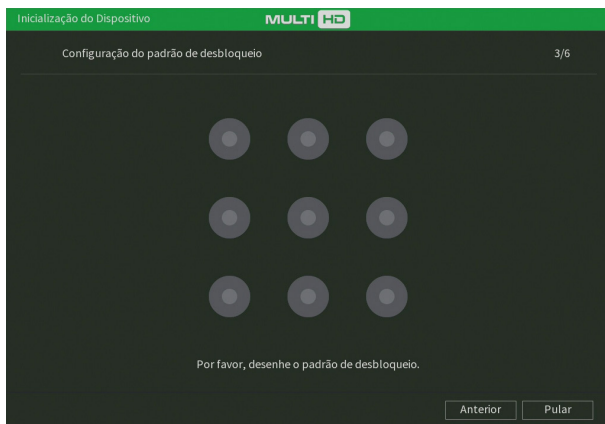 Inicialização do Dispositivo
MULTI HD
Configuração do padrão de desbloqueio
3/6
Por favor, desenhe o padrão de desbloqueio.
Anterior
Pular